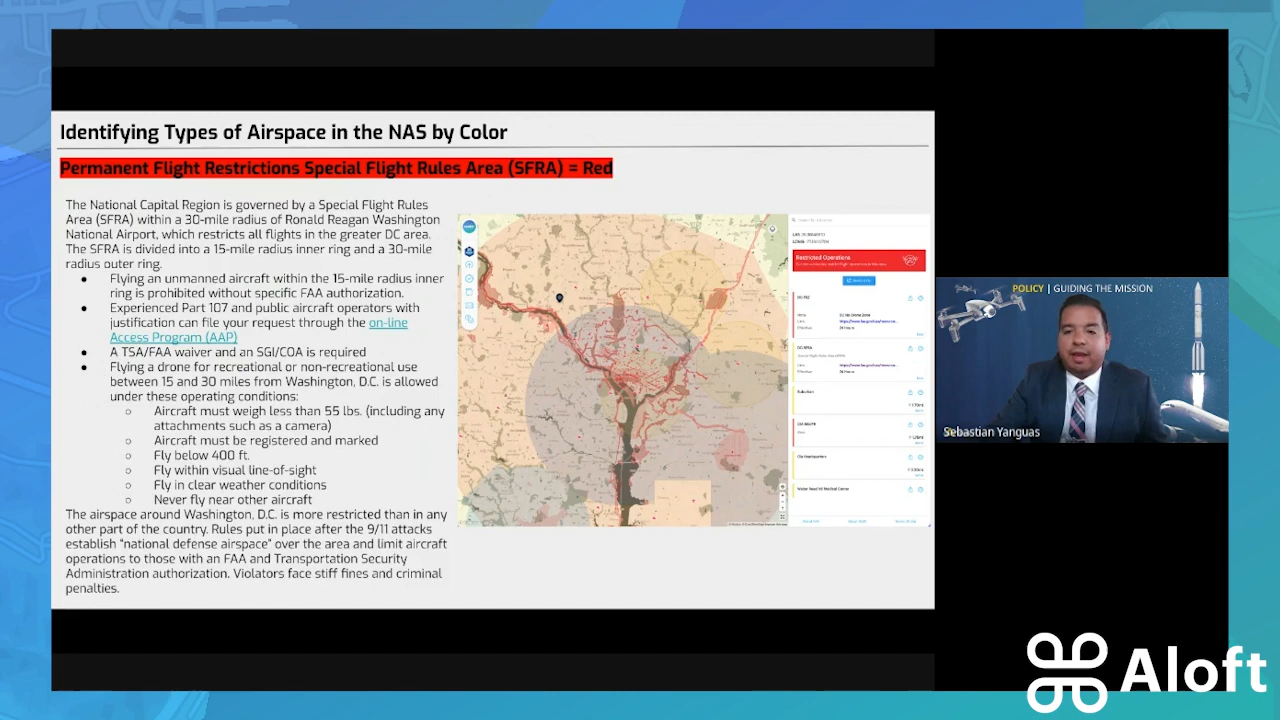 Identifying Types of Airspace in the NAS by Color
Permanent Flight Restrictions Special Flight Rules Area (SFRA) = Red
The National Capital Region is governed by a Special Flight Rules
Area (SFRA) within a 30-mile radius of Ronald Reagan Washington
National Airport, which restricts all flights in the greater DC area.
The SFRA is divided into a 15-mile radius inner ring and a 30-mile
radius outer ring.
Flying an unmanned aircraft within the 15-mile radius inner
ring is prohibited without specific FAA authorization.
Experienced Part 107 and public aircraft operators with
justification can file your request through the on-line
Access Program (AAP)
A TSA/FAA waiver and an SGI/COA is required
Flying a drone for recreational or non-recreational use
between 15 and 30 miles from Washington, D.C. is allowed
under these operating conditions:
Aircraft must weigh less than 55 lbs. (including any
attachments such as a camera)
Aircraft must be registered and marked
Fly below 400 ft.
Fly within visual line-of-sight
Fly in clear weather conditions
Never fly near other aircraft
The airspace around Washington, D.C. is more restricted than in any
other part of the country. Rules put in place after the 9/11 attacks
establish “national defense airspace” over the area and limit aircraft
operations to those with an FAA and Transportation Security
Administration authorization. Violators face stiff fines and criminal
penalties.
Restricted Operations
POLICY | GUIDING THE MISSION
Sebastian Yanguas
Aloft